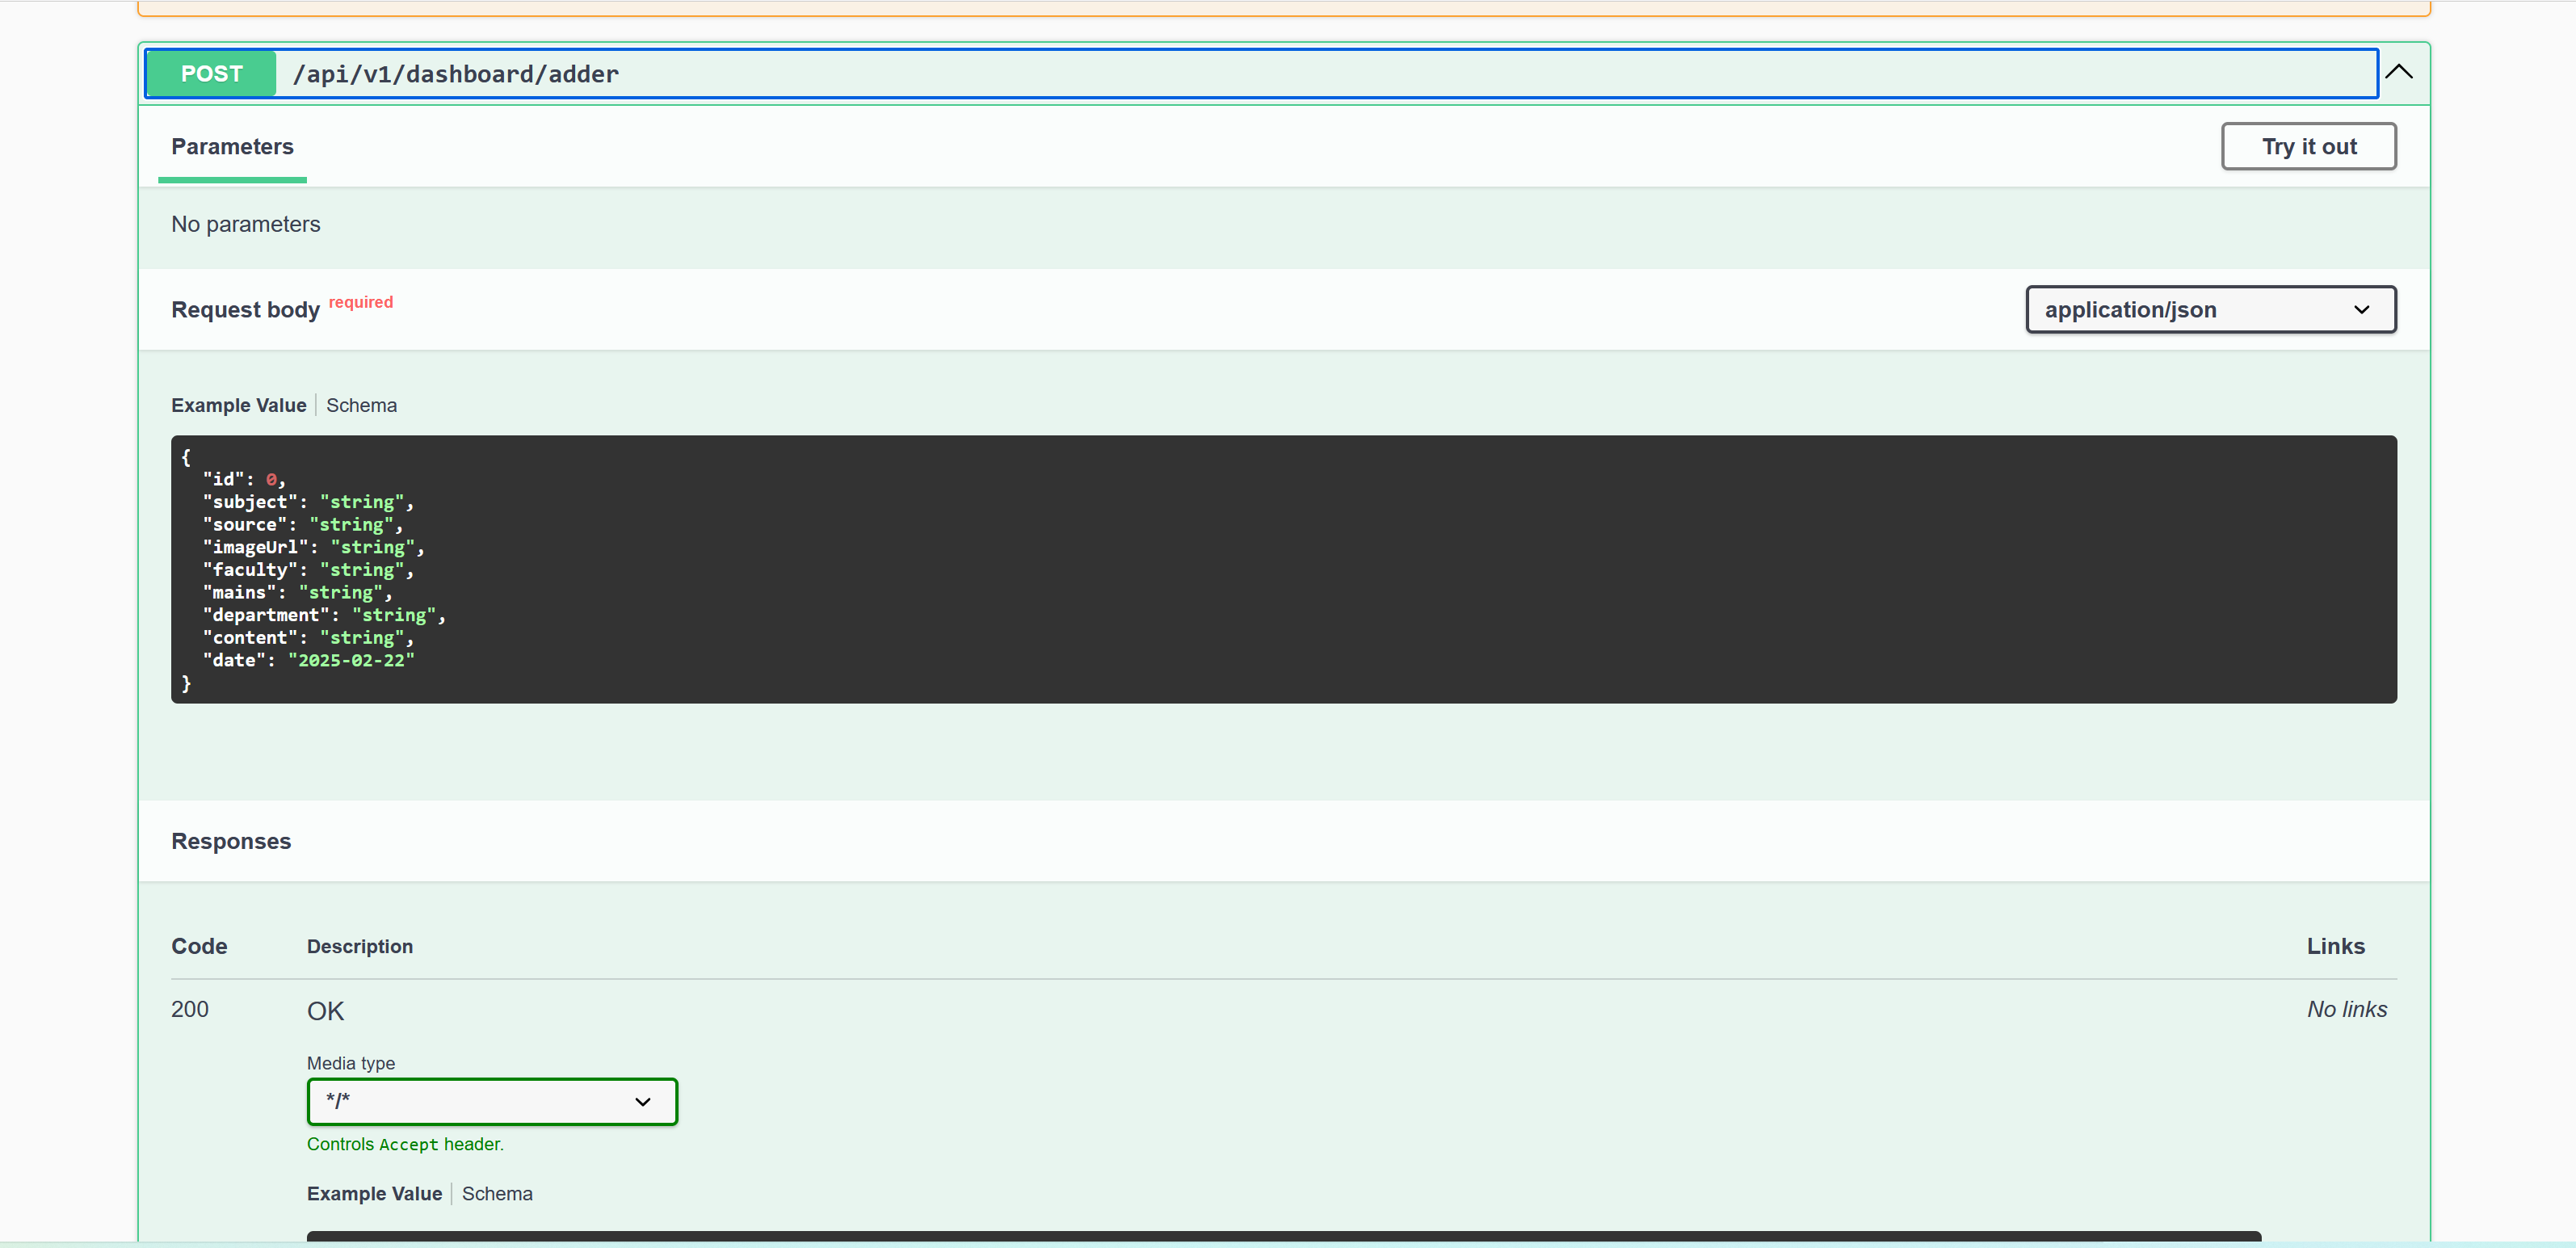 POST /api/v1/dashboard/adder
Parameters
Try it out
No parameters
Request body required
application/json
Example Value | Schema
{
  "id": 0,
  "subject": "string",
  "source": "string",
  "imageUrl": "string",
  "faculty": "string",
  "mains": "string",
  "department": "string",
  "content": "string",
  "date": "2025-02-22"
}
Responses
Code Description Links
200 OK No links
Media type
*/*
Controls Accept header.
Example Value | Schema